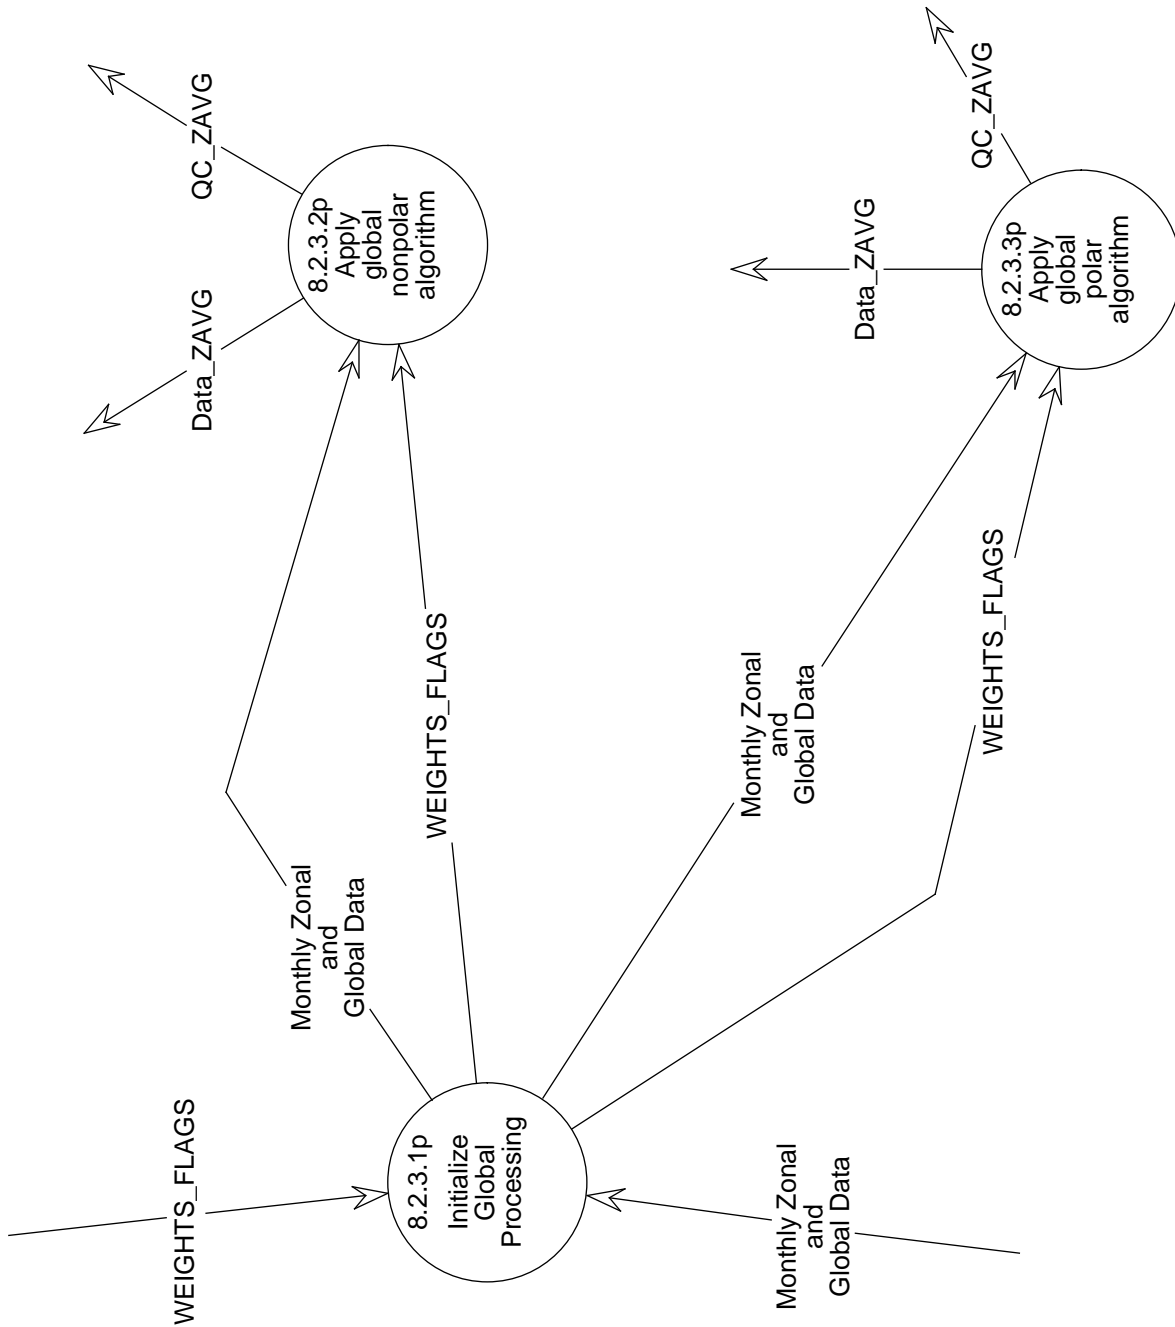 WEIGHTS_FLAGS
8.2.3.1p
Initialize
Global
Processing
Monthly Zonal
and
Global Data
Monthly Zonal
and
Global Data
WEIGHTS_FLAGS
Monthly Zonal
and
Global Data
WEIGHTS_FLAGS
Data_ZAVG
QC_ZAVG
8.2.3.2p
Apply
global
nonpolar
algorithm
Data_ZAVG
QC_ZAVG
8.2.3.3p
Apply
global
polar
algorithm